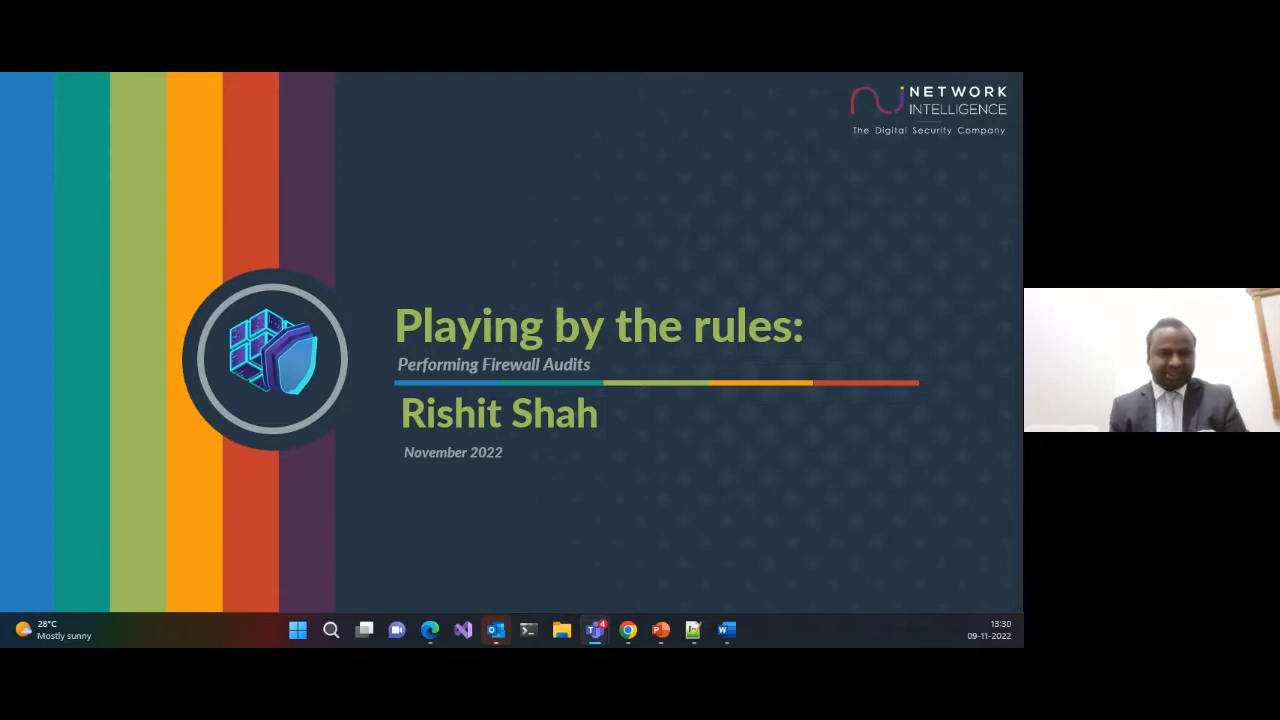 NETWORK
INTELLIGENCE
The Digital Security Company
Playing by the rules:
Performing Firewall Audits
Rishit Shah
November 2022
28°C
Mostly sunny
4
13:30
09-11-2022